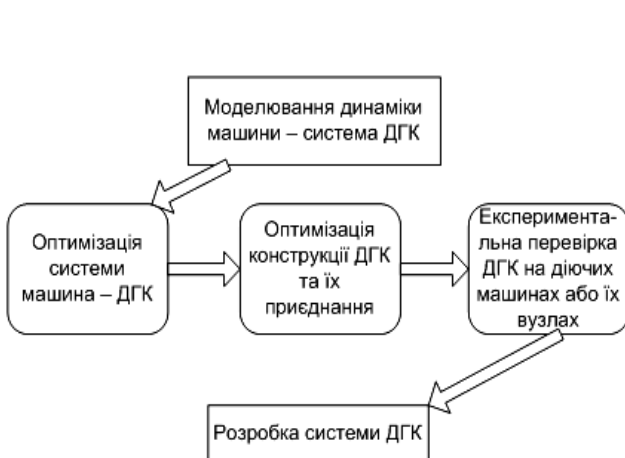 Моделювання динаміки
машини – система ДГК
Оптимізація
системи
машина – ДГК
Оптимізація
конструкції ДГК
та їх
приєднання
Експеримента-
льна перевірка
ДГК на діючих
машинах або їх
вузлах
Розробка системи ДГК